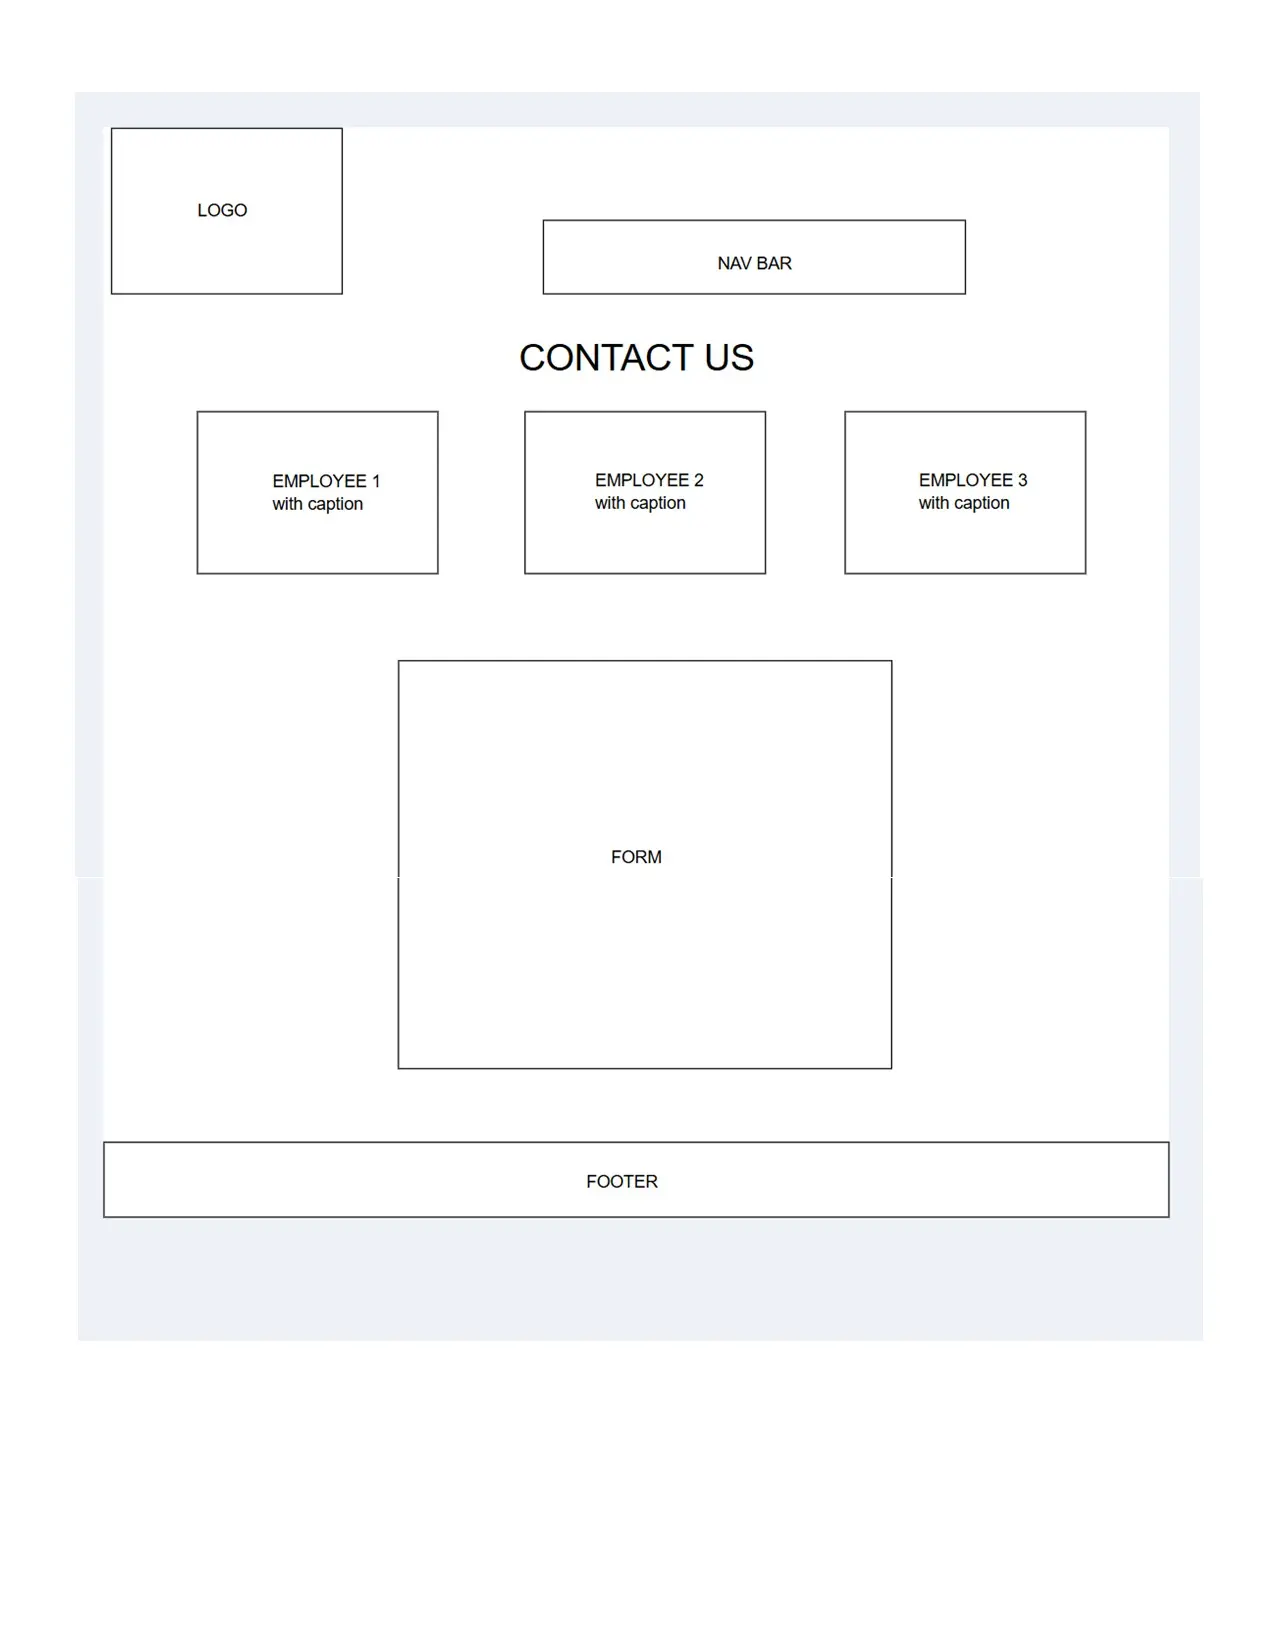 LOGO
NAV BAR
CONTACT US
EMPLOYEE 1
with caption
EMPLOYEE 2
with caption
EMPLOYEE 3
with caption
FORM
FOOTER